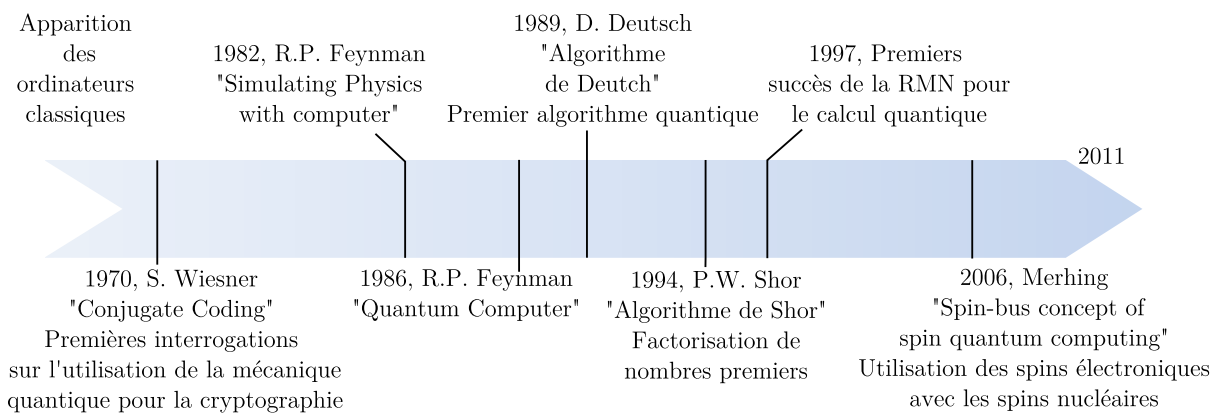 Apparition
des
ordinateurs
classiques
1982, R.P. Feynman
"Simulating Physics
with computer"
1989, D. Deutsch
"Algorithme
de Deutch"
Premier algorithme quantique
1997, Premiers
succès de la RMN pour
le calcul quantique
2011
1970, S. Wiesner
"Conjugate Coding"
Premières interrogations
sur l'utilisation de la mécanique
quantique pour la cryptographie
1986, R.P. Feynman
"Quantum Computer"
1994, P.W. Shor
"Algorithme de Shor"
Factorisation de
nombres premiers
2006, Merhing
"Spin-bus concept of
spin quantum computing"
Utilisation des spins électroniques
avec les spins nucléaires